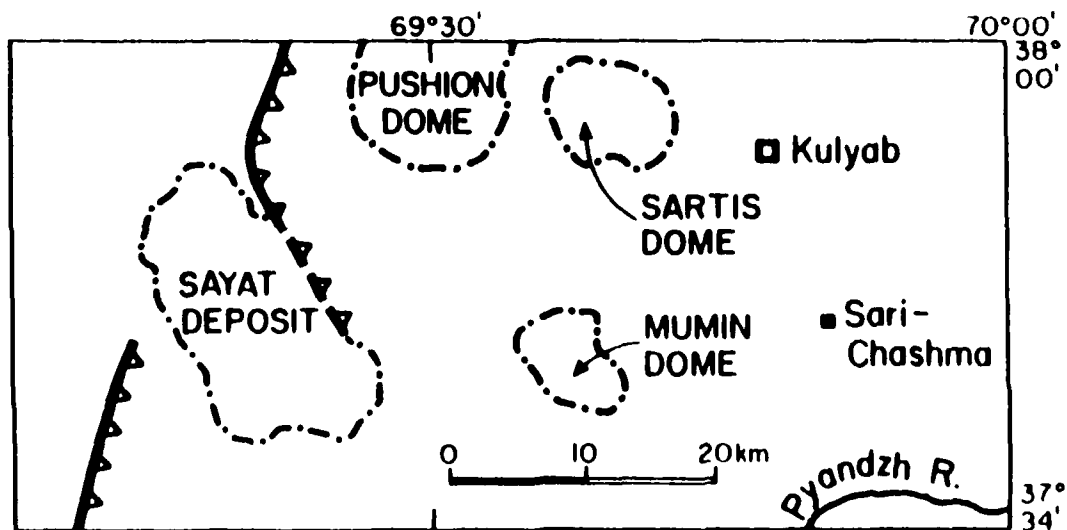 69°30'
70°00'
38°
00'
PUSHION
DOME
Kulyab
SARTIS
DOME
SAYAT
DEPOSIT
MUMIN
DOME
Sari-
Chashma
0 10 20km
Pyandzh R.
37°
34'